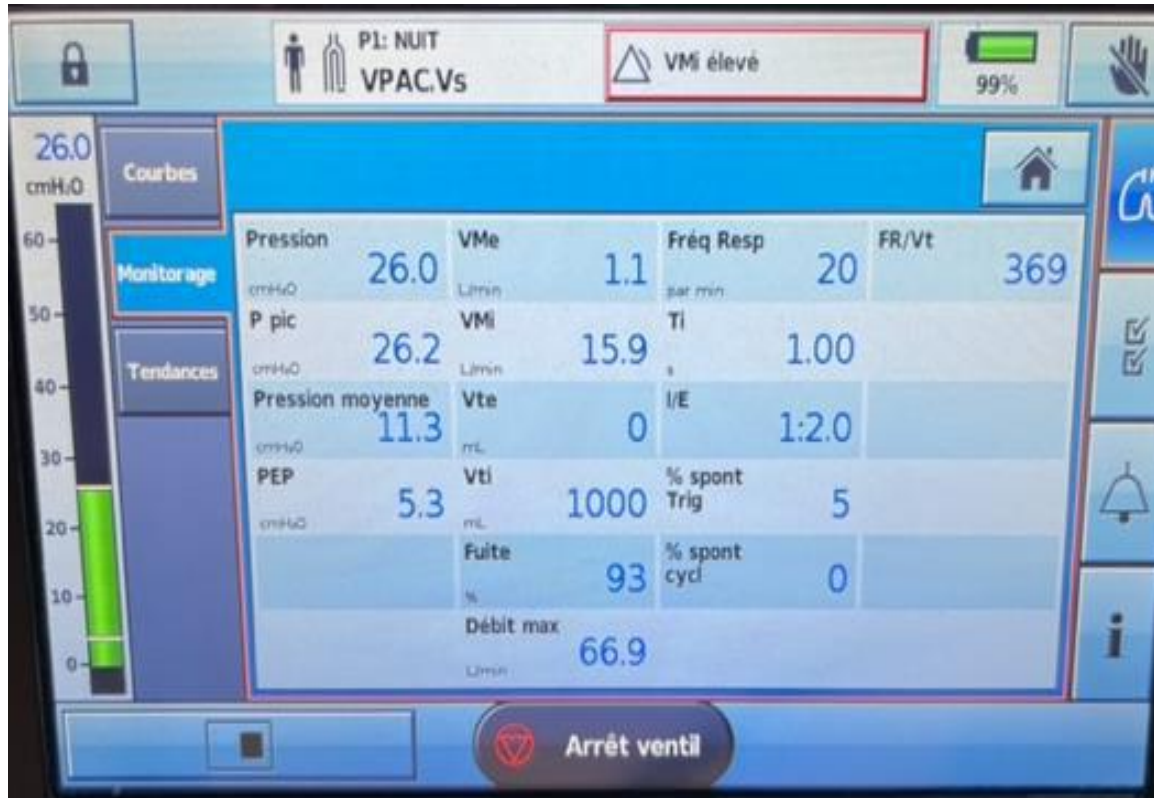 P1: NUIT
VPAC.Vs
VMi élevé
99%
26.0
cmH₂O
60
50
40
30
20
10
0
Courbes
Monitorage
Tendances
Pression
cmH₂O
26.0
VMe
L/min
1.1
Fréq Resp
par min
20
FR/Vt
369
P pic
cmH₂O
26.2
VMi
L/min
15.9
Ti
s
1.00
Pression moyenne
cmH₂O
11.3
Vte
mL
0
I/E
1:2.0
PEP
cmH₂O
5.3
Vti
mL
1000
% spont
Trig
5
Fuite
%
93
% spont
cycl
0
Débit max
L/min
66.9
i
Arrêt ventil